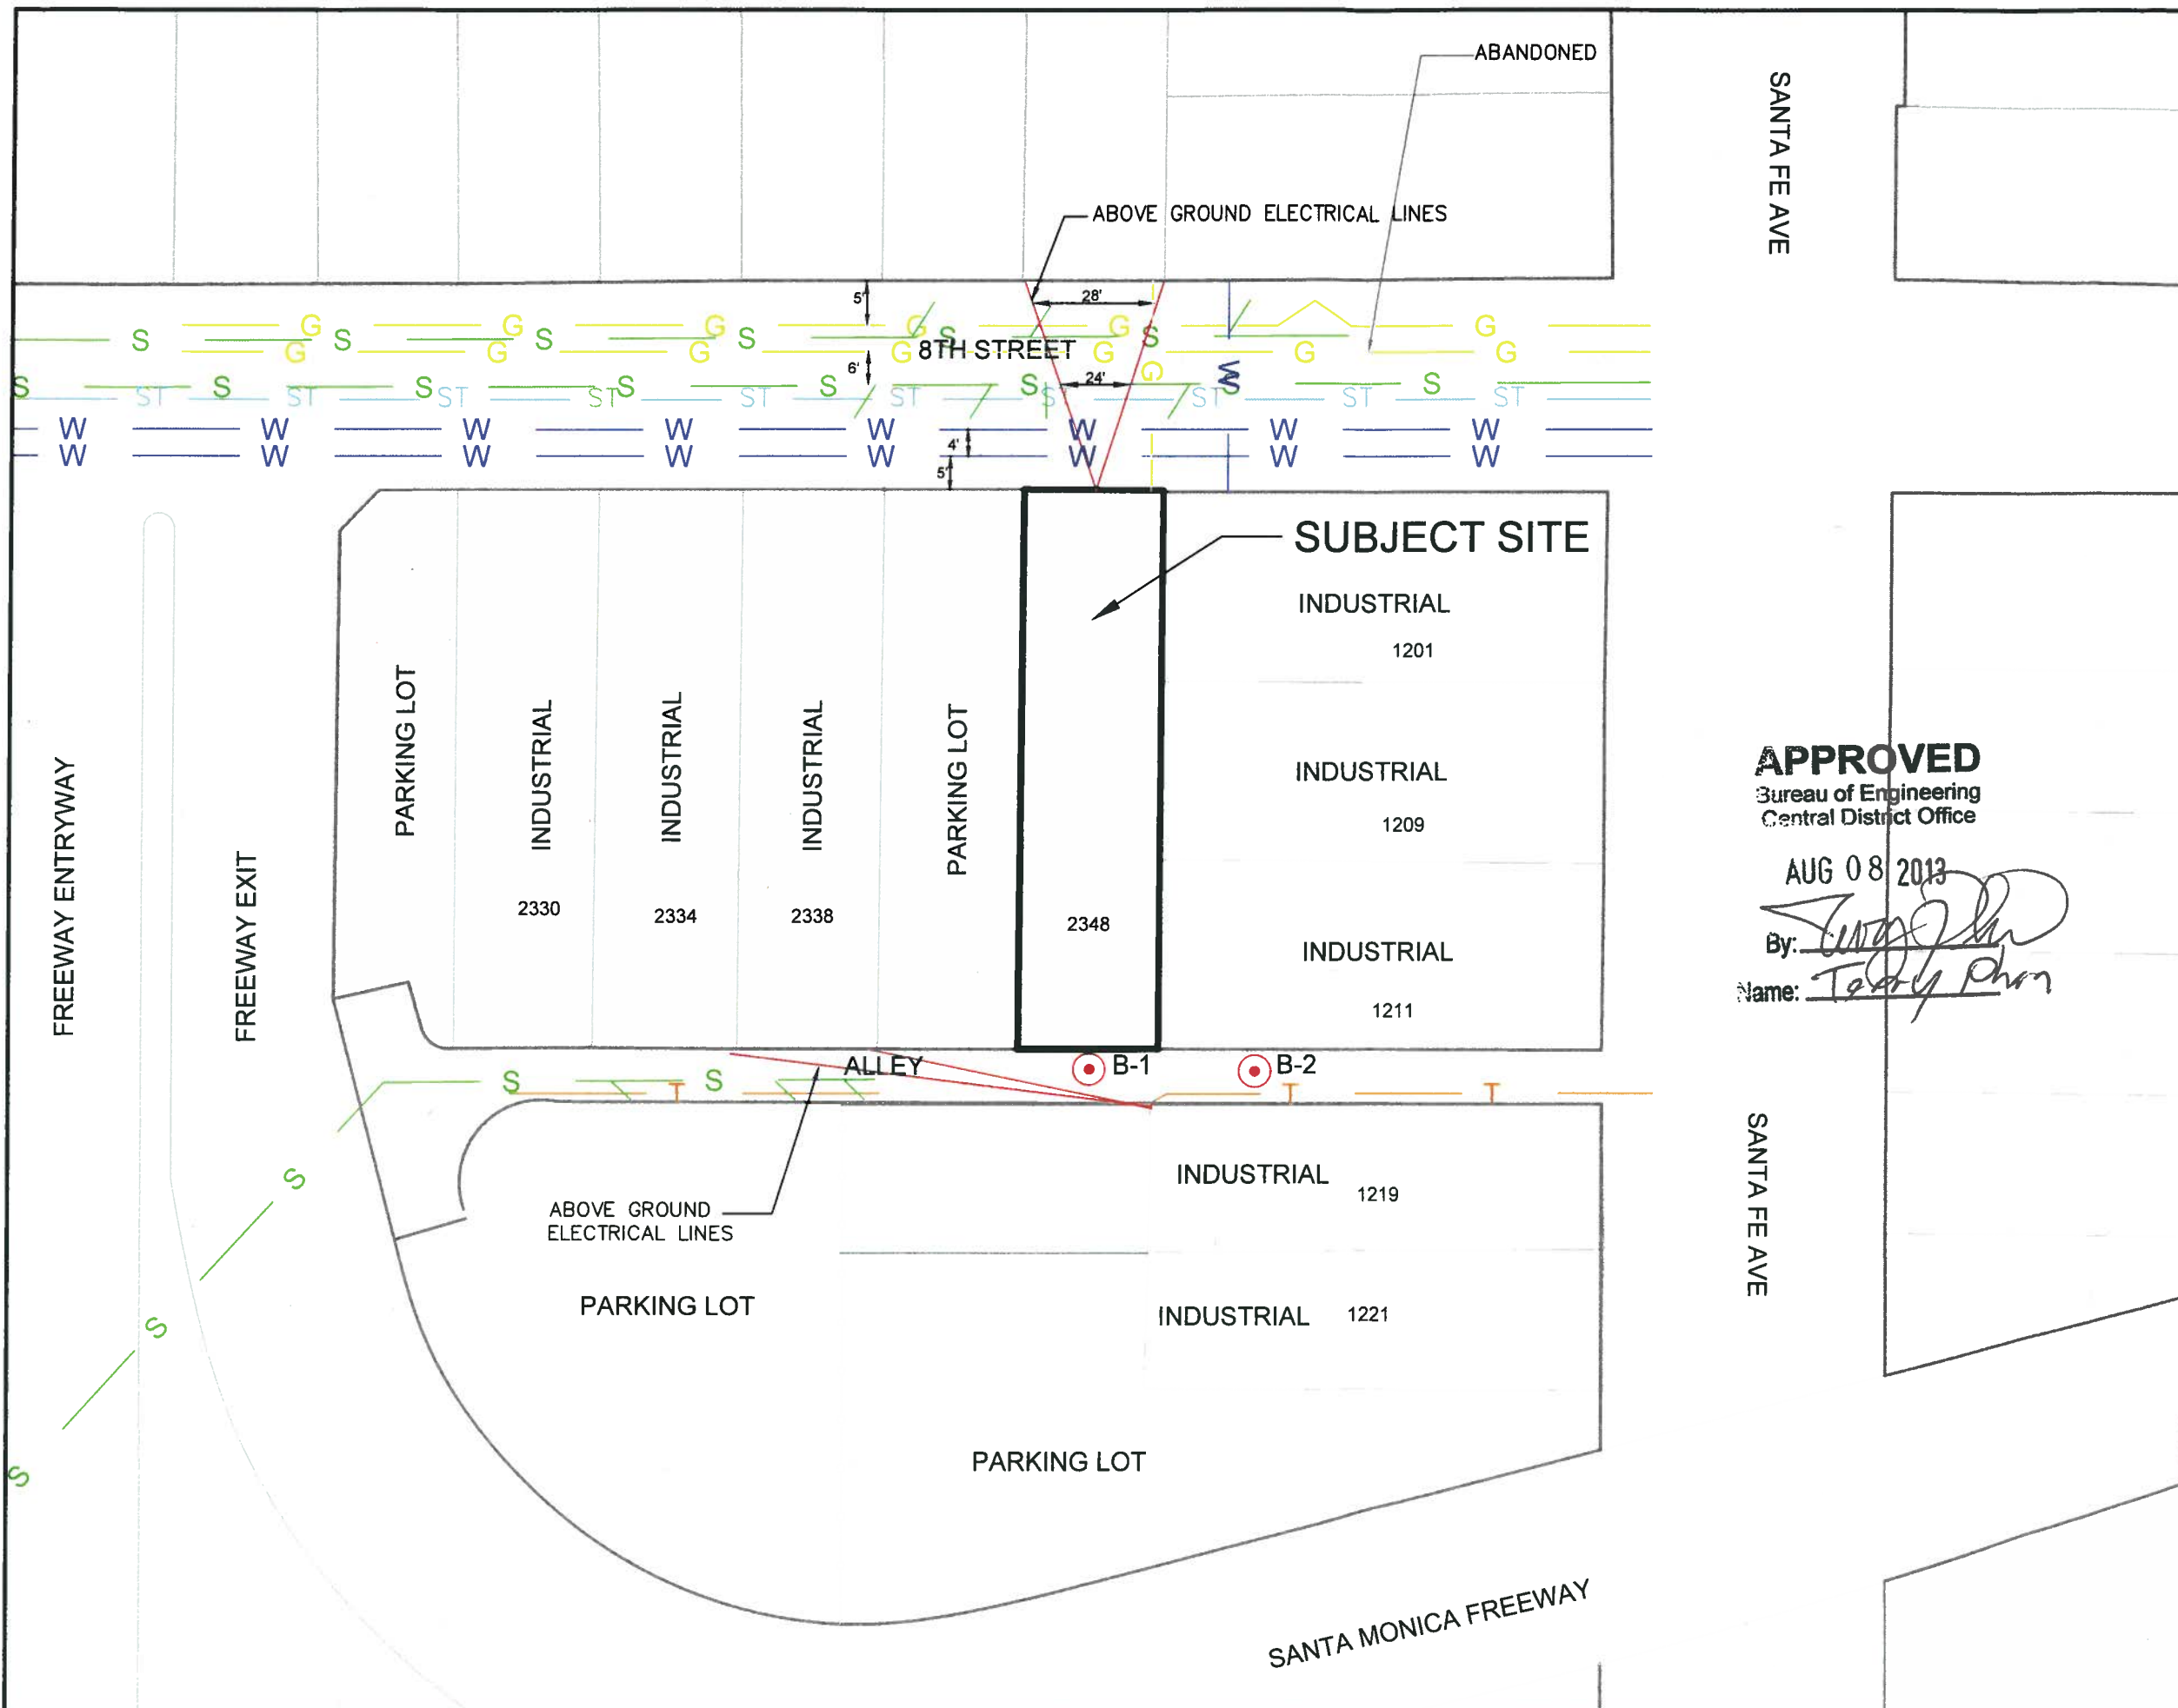 ABANDONED
SANTA FE AVE
ABOVE GROUND ELECTRICAL LINES
5'
28'
G G G G G G G
S S S S S S
8TH STREET
G G G G G G G
G
6'
24'
S S S S S S S S
W
ST ST ST ST ST ST ST ST ST ST
W W W W W W W W
4'
W W W W W W W W
5'
SUBJECT SITE
INDUSTRIAL
1201
PARKING LOT
INDUSTRIAL
2330
INDUSTRIAL
2334
INDUSTRIAL
2338
PARKING LOT
2348
INDUSTRIAL
1209
INDUSTRIAL
1211
FREEWAY ENTRYWAY
FREEWAY EXIT
APPROVED
Bureau of Engineering
Central District Office
AUG 08 2013
By:
Name: Terry Phan
ALLEY
B-1
B-2
S S
T T T
S
S
S
ABOVE GROUND
ELECTRICAL LINES
INDUSTRIAL
1219
PARKING LOT
INDUSTRIAL 1221
SANTA FE AVE
PARKING LOT
SANTA MONICA FREEWAY